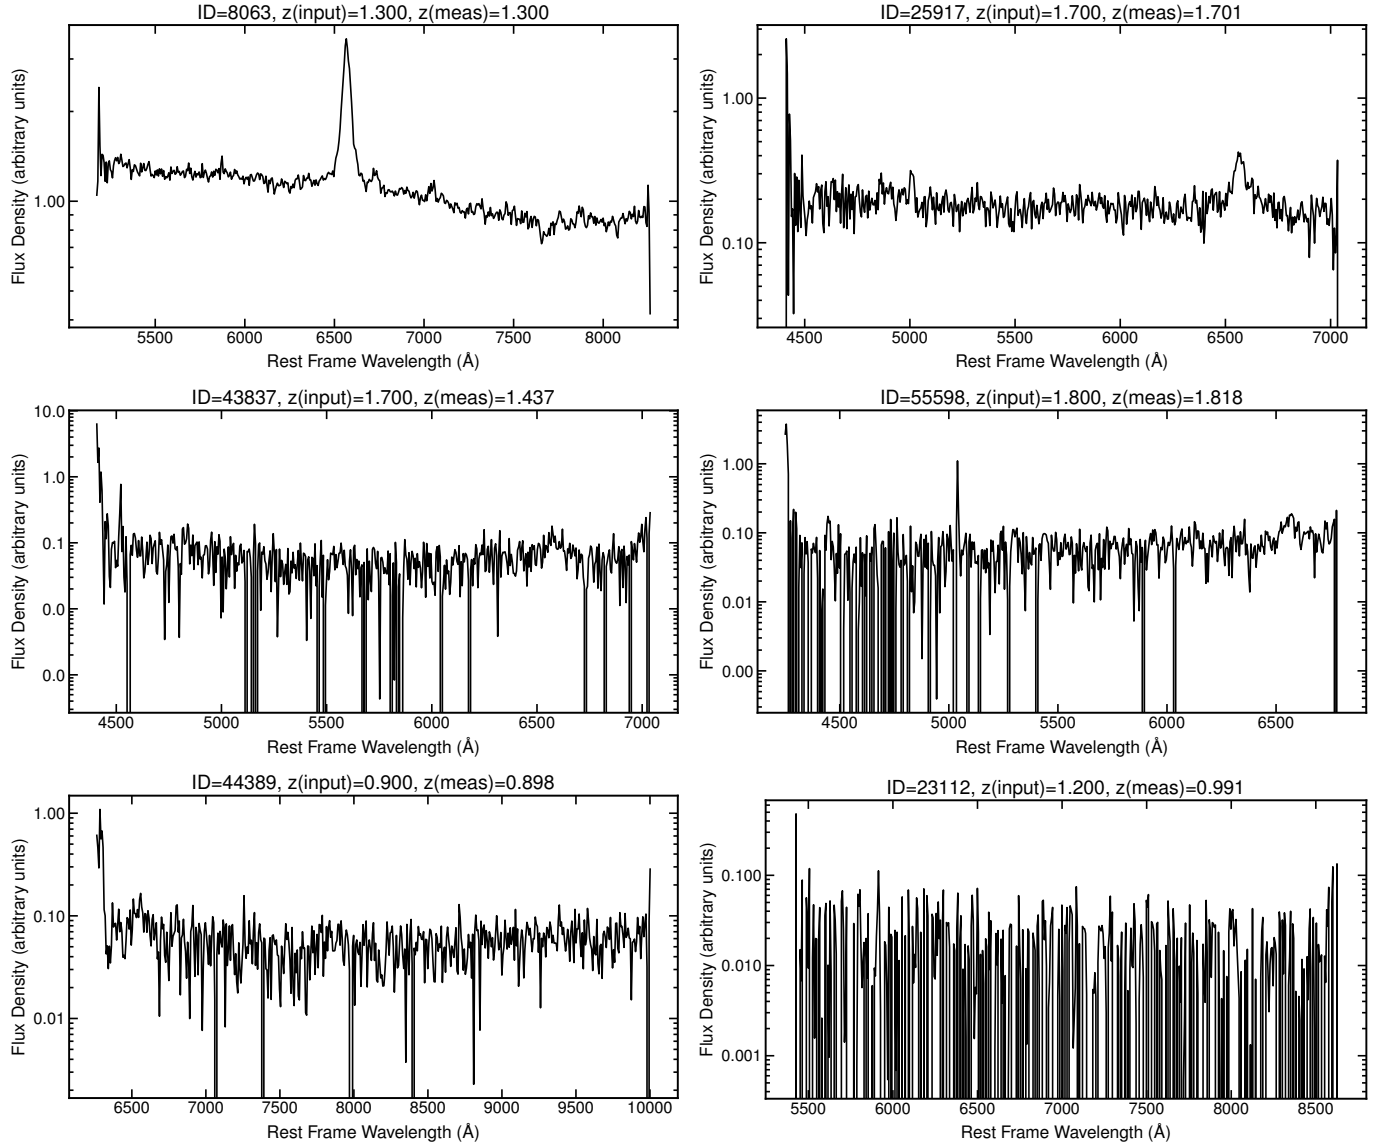 ID=8063, z(input)=1.300, z(meas)=1.300
Flux Density (arbitrary units)
1.00
5500 6000 6500 7000 7500 8000
Rest Frame Wavelength (Å)
ID=25917, z(input)=1.700, z(meas)=1.701
Flux Density (arbitrary units)
1.00
0.10
4500 5000 5500 6000 6500 7000
Rest Frame Wavelength (Å)
ID=43837, z(input)=1.700, z(meas)=1.437
Flux Density (arbitrary units)
10.0
1.0
0.1
0.0
0.0
4500 5000 5500 6000 6500 7000
Rest Frame Wavelength (Å)
ID=55598, z(input)=1.800, z(meas)=1.818
Flux Density (arbitrary units)
1.00
0.10
0.01
0.00
4500 5000 5500 6000 6500
Rest Frame Wavelength (Å)
ID=44389, z(input)=0.900, z(meas)=0.898
Flux Density (arbitrary units)
1.00
0.10
0.01
6500 7000 7500 8000 8500 9000 9500 10000
Rest Frame Wavelength (Å)
ID=23112, z(input)=1.200, z(meas)=0.991
Flux Density (arbitrary units)
0.100
0.010
0.001
5500 6000 6500 7000 7500 8000 8500
Rest Frame Wavelength (Å)